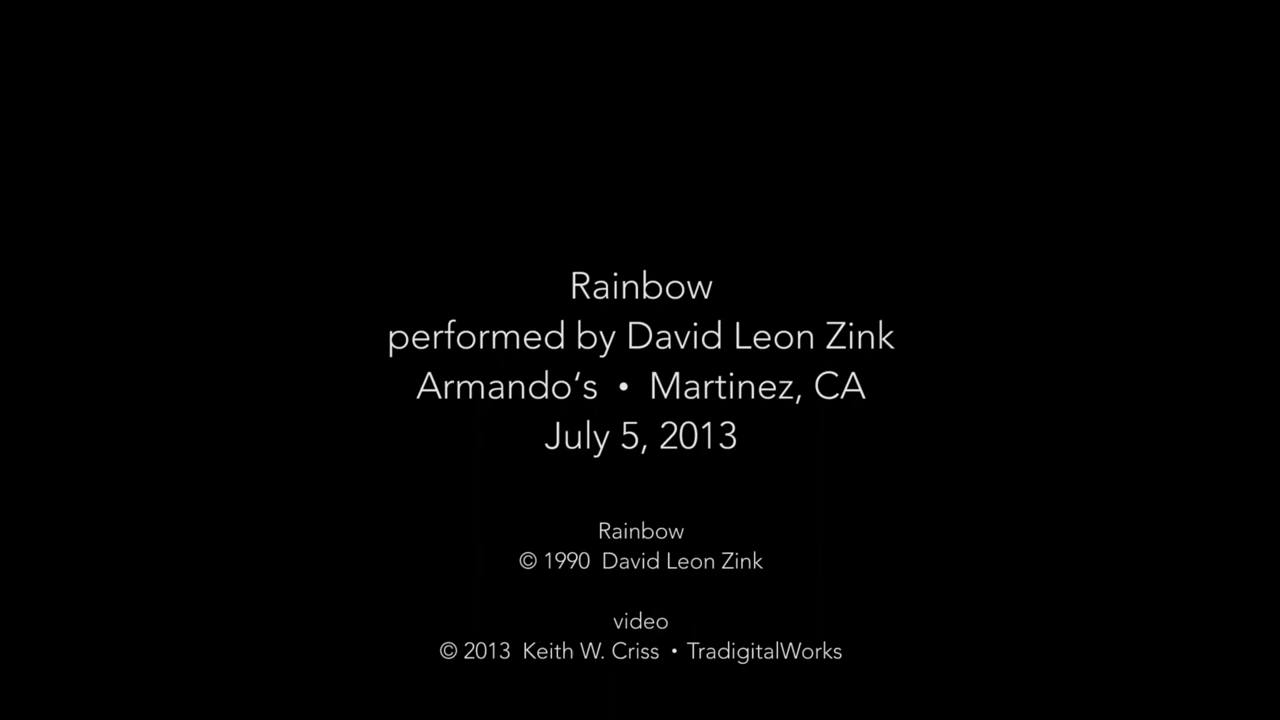 Rainbow
performed by David Leon Zink
Armando's • Martinez, CA
July 5, 2013
Rainbow
© 1990 David Leon Zink
video
© 2013 Keith W. Criss • TradigitalWorks